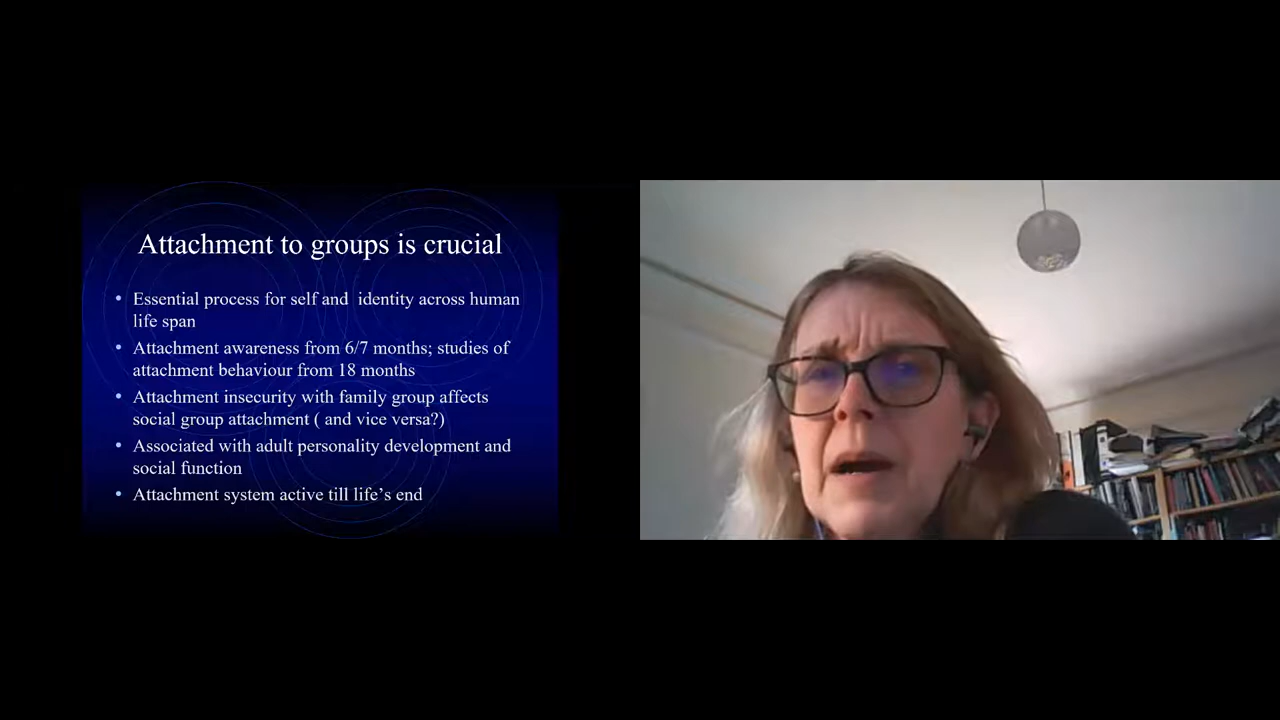 Attachment to groups is crucial
• Essential process for self and  identity across human
life span
• Attachment awareness from 6/7 months; studies of
attachment behaviour from 18 months
• Attachment insecurity with family group affects
social group attachment ( and vice versa?)
• Associated with adult personality development and
social function
• Attachment system active till life’s end